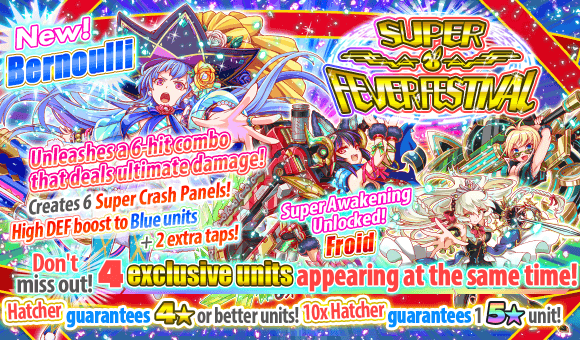 New!
Bernoulli
SUPER
FEVER FESTIVAL
Unleashes a 6-hit combo
that deals ultimate damage!
Creates 6 Super Crash Panels!
High DEF boost to Blue units
+ 2 extra taps!
Super Awakening
Unlocked!
Froid
Don't
miss out! 4 exclusive units appearing at the same time!
Hatcher guarantees 4★ or better units! 10x Hatcher guarantees 1 5★ unit!